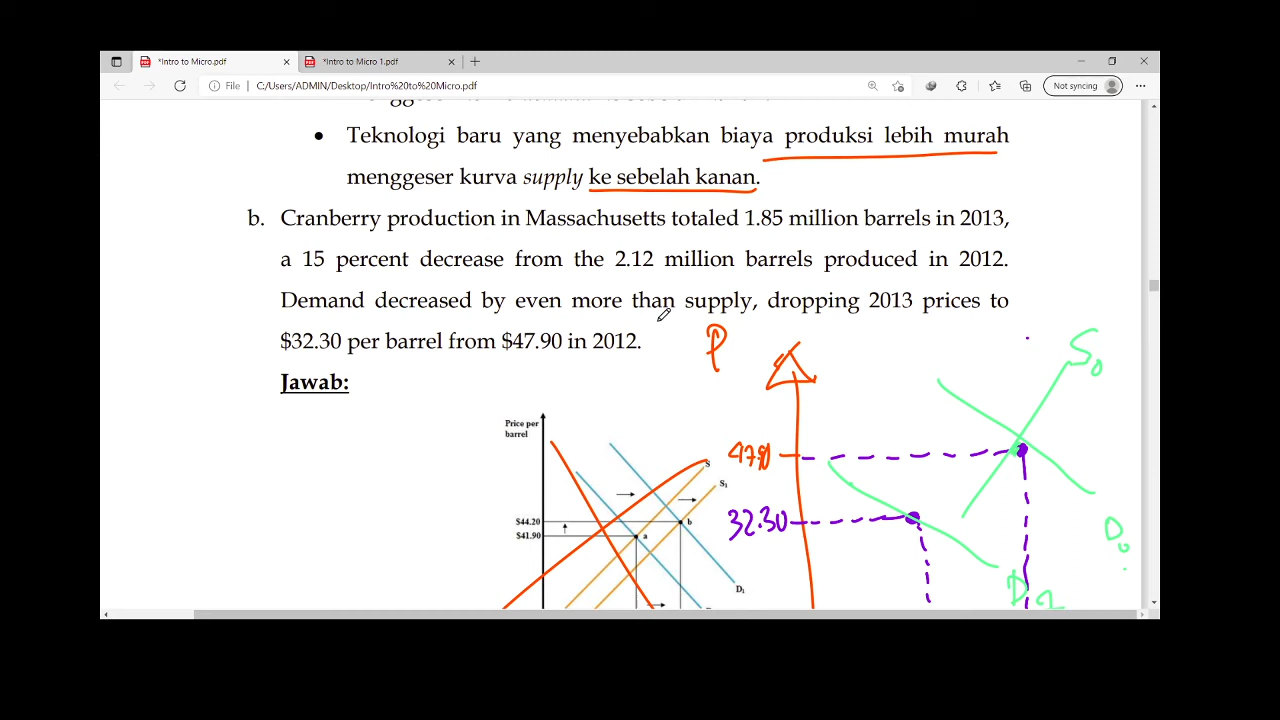 *Intro to Micro.pdf
*Intro to Micro 1.pdf
File
C:/Users/ADMIN/Desktop/Intro%20to%20Micro.pdf
Not syncing
• Teknologi baru yang menyebabkan biaya produksi lebih murah
menggeser kurva supply ke sebelah kanan.
b. Cranberry production in Massachusetts totaled 1.85 million barrels in 2013,
a 15 percent decrease from the 2.12 million barrels produced in 2012.
Demand decreased by even more than supply, dropping 2013 prices to
$32.30 per barrel from $47.90 in 2012.
Jawab:
P
S0
Price per
barrel
47.90
S
S1
$44.20
b
32.30
$41.90
a
D0
D1
D2